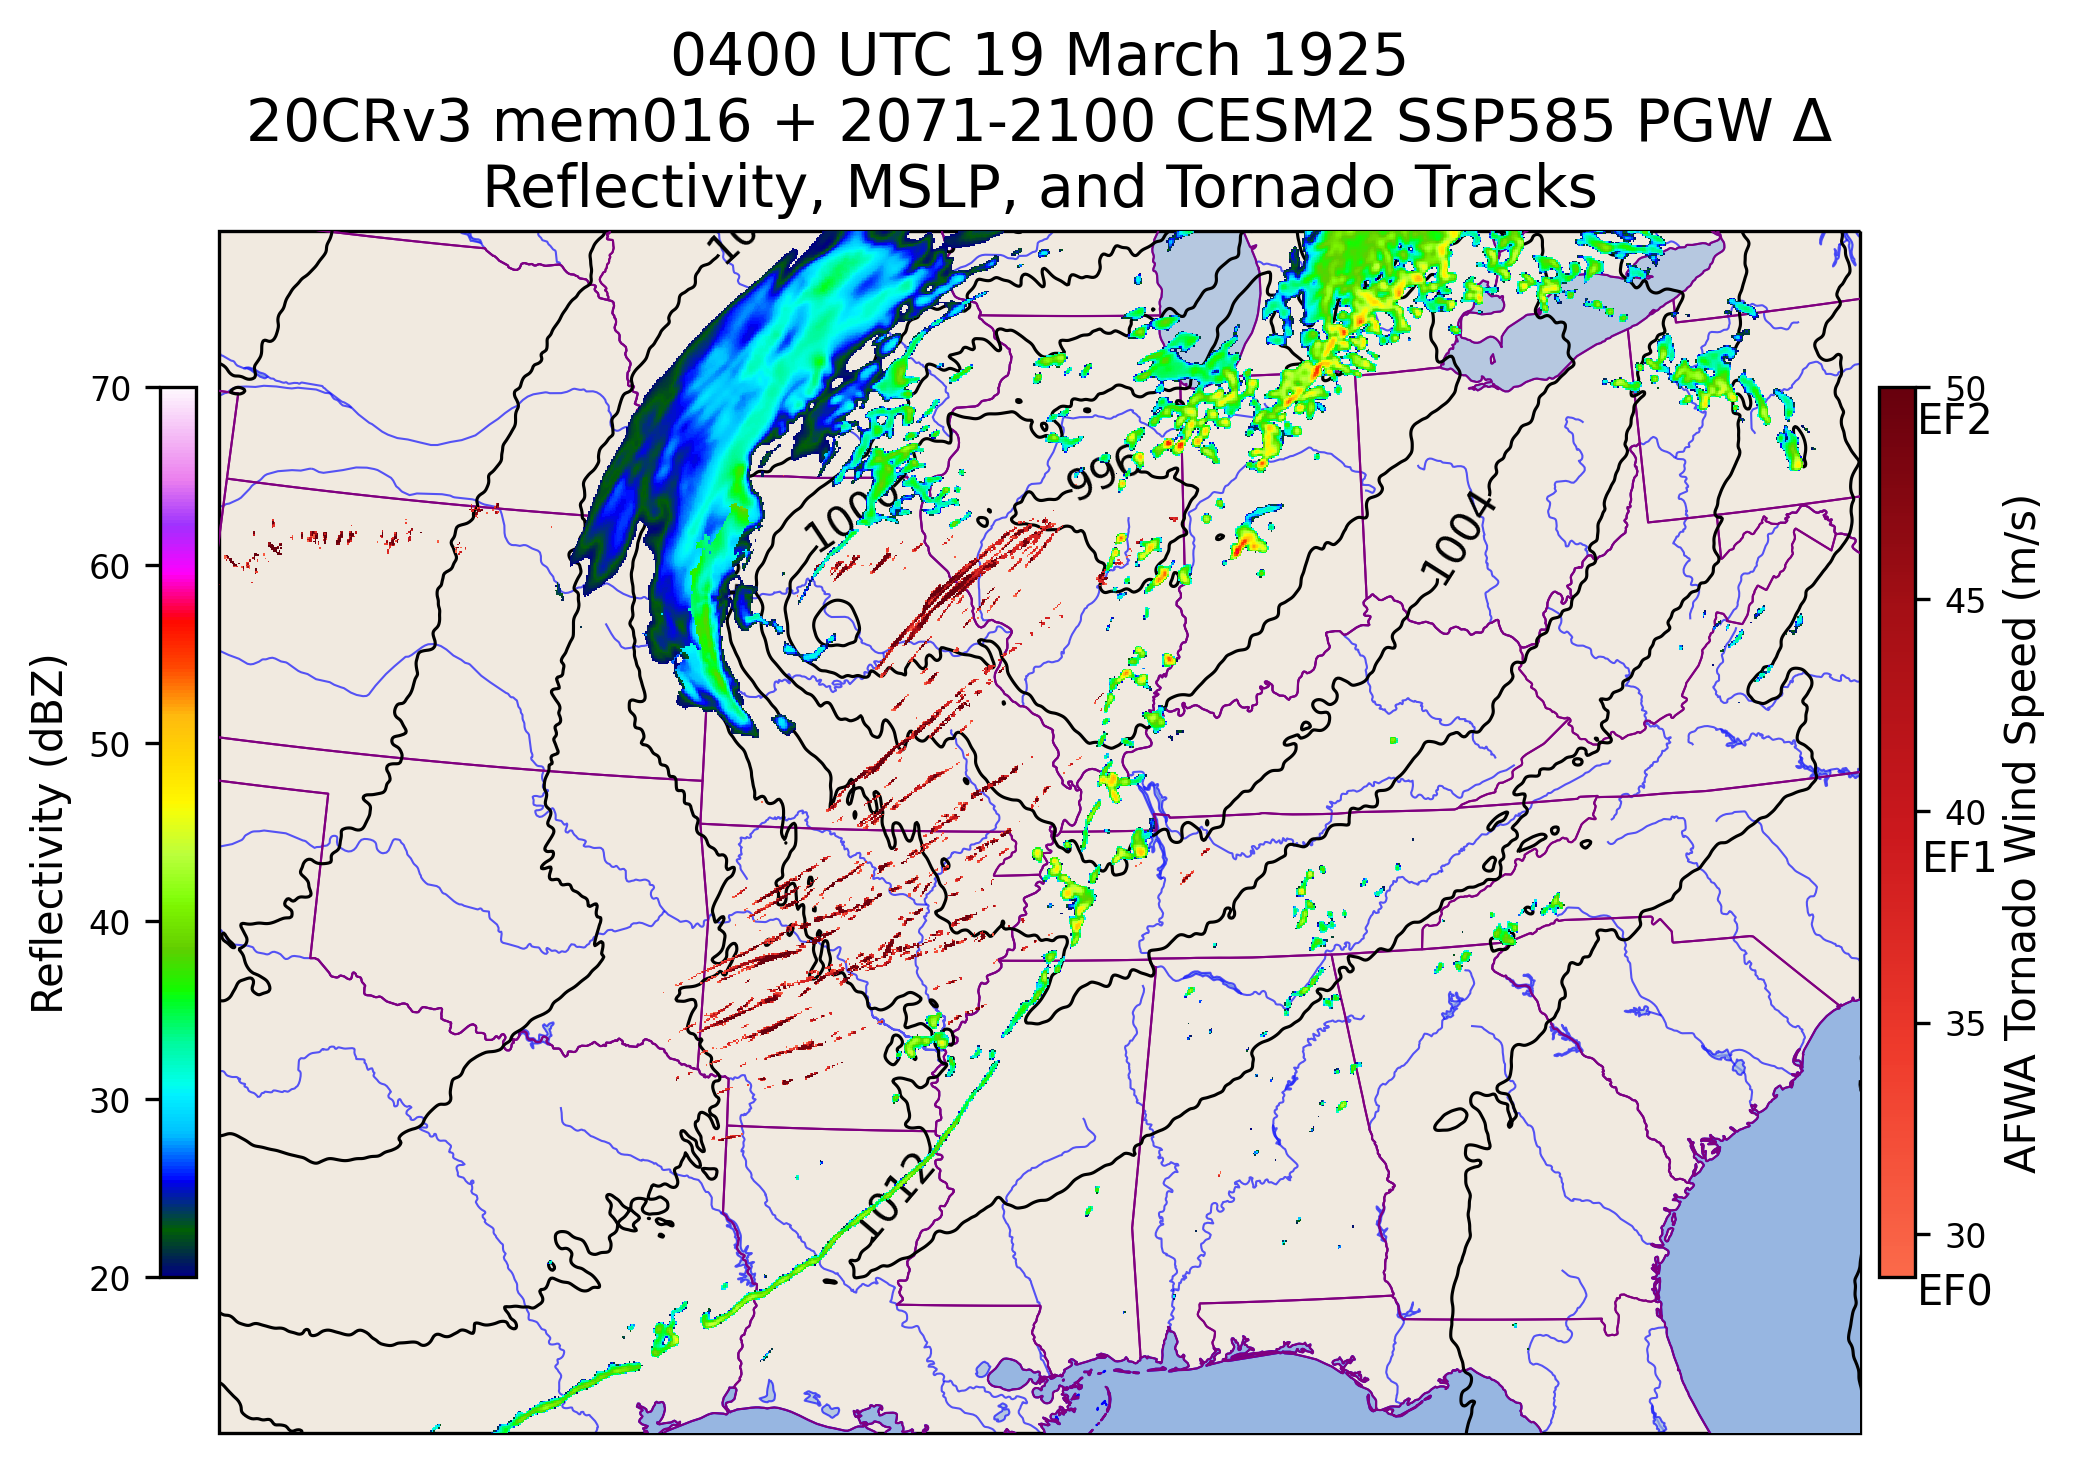 0400 UTC 19 March 1925
20CRv3 mem016 + 2071-2100 CESM2 SSP585 PGW Δ
Reflectivity, MSLP, and Tornado Tracks
Reflectivity (dBZ)
70
60
50
40
30
20
996
1004
1012
50
EF2
45
40
EF1
35
30
EF0
AFWA Tornado Wind Speed (m/s)